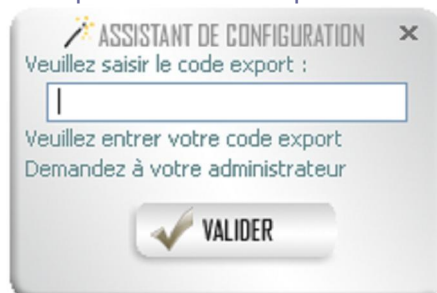 ASSISTANT DE CONFIGURATION
Veuillez saisir le code export :
Veuillez entrer votre code export
Demandez à votre administrateur
VALIDER